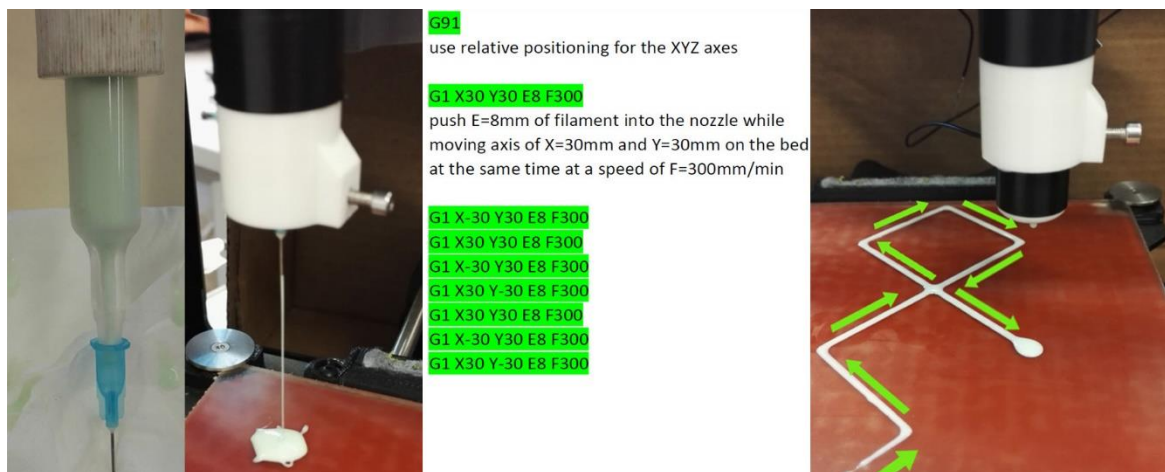 G91
use relative positioning for the XYZ axes
G1 X30 Y30 E8 F300
push E=8mm of filament into the nozzle while
moving axis of X=30mm and Y=30mm on the bed
at the same time at a speed of F=300mm/min
G1 X-30 Y30 E8 F300
G1 X30 Y30 E8 F300
G1 X-30 Y30 E8 F300
G1 X30 Y-30 E8 F300
G1 X30 Y30 E8 F300
G1 X-30 Y30 E8 F300
G1 X30 Y-30 E8 F300